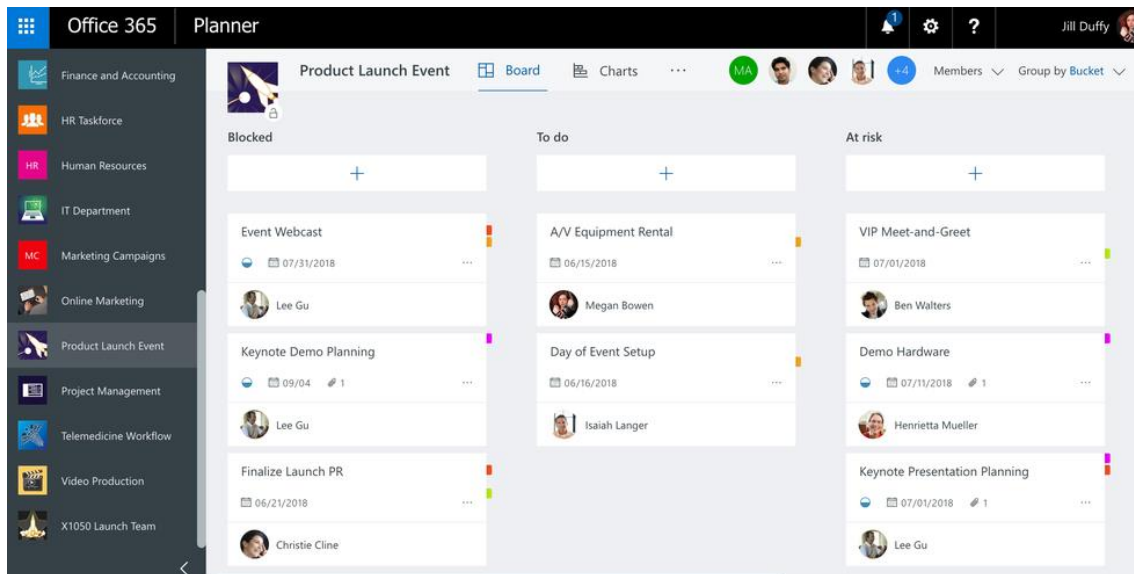 Office 365
Planner
1
?
Jill Duffy
Finance and Accounting
HR Taskforce
HR
Human Resources
IT Department
MC
Marketing Campaigns
Online Marketing
Product Launch Event
Project Management
Telemedicine Workflow
Video Production
X1050 Launch Team
Product Launch Event
Board
Charts
...
MA
+4
Members
Group by Bucket
Blocked
+
Event Webcast
07/31/2018
...
Lee Gu
Keynote Demo Planning
09/04
1
...
Lee Gu
Finalize Launch PR
06/21/2018
...
Christie Cline
To do
+
A/V Equipment Rental
06/15/2018
...
Megan Bowen
Day of Event Setup
06/16/2018
...
Isaiah Langer
At risk
+
VIP Meet-and-Greet
07/01/2018
...
Ben Walters
Demo Hardware
07/11/2018
1
...
Henrietta Mueller
Keynote Presentation Planning
07/01/2018
1
...
Lee Gu